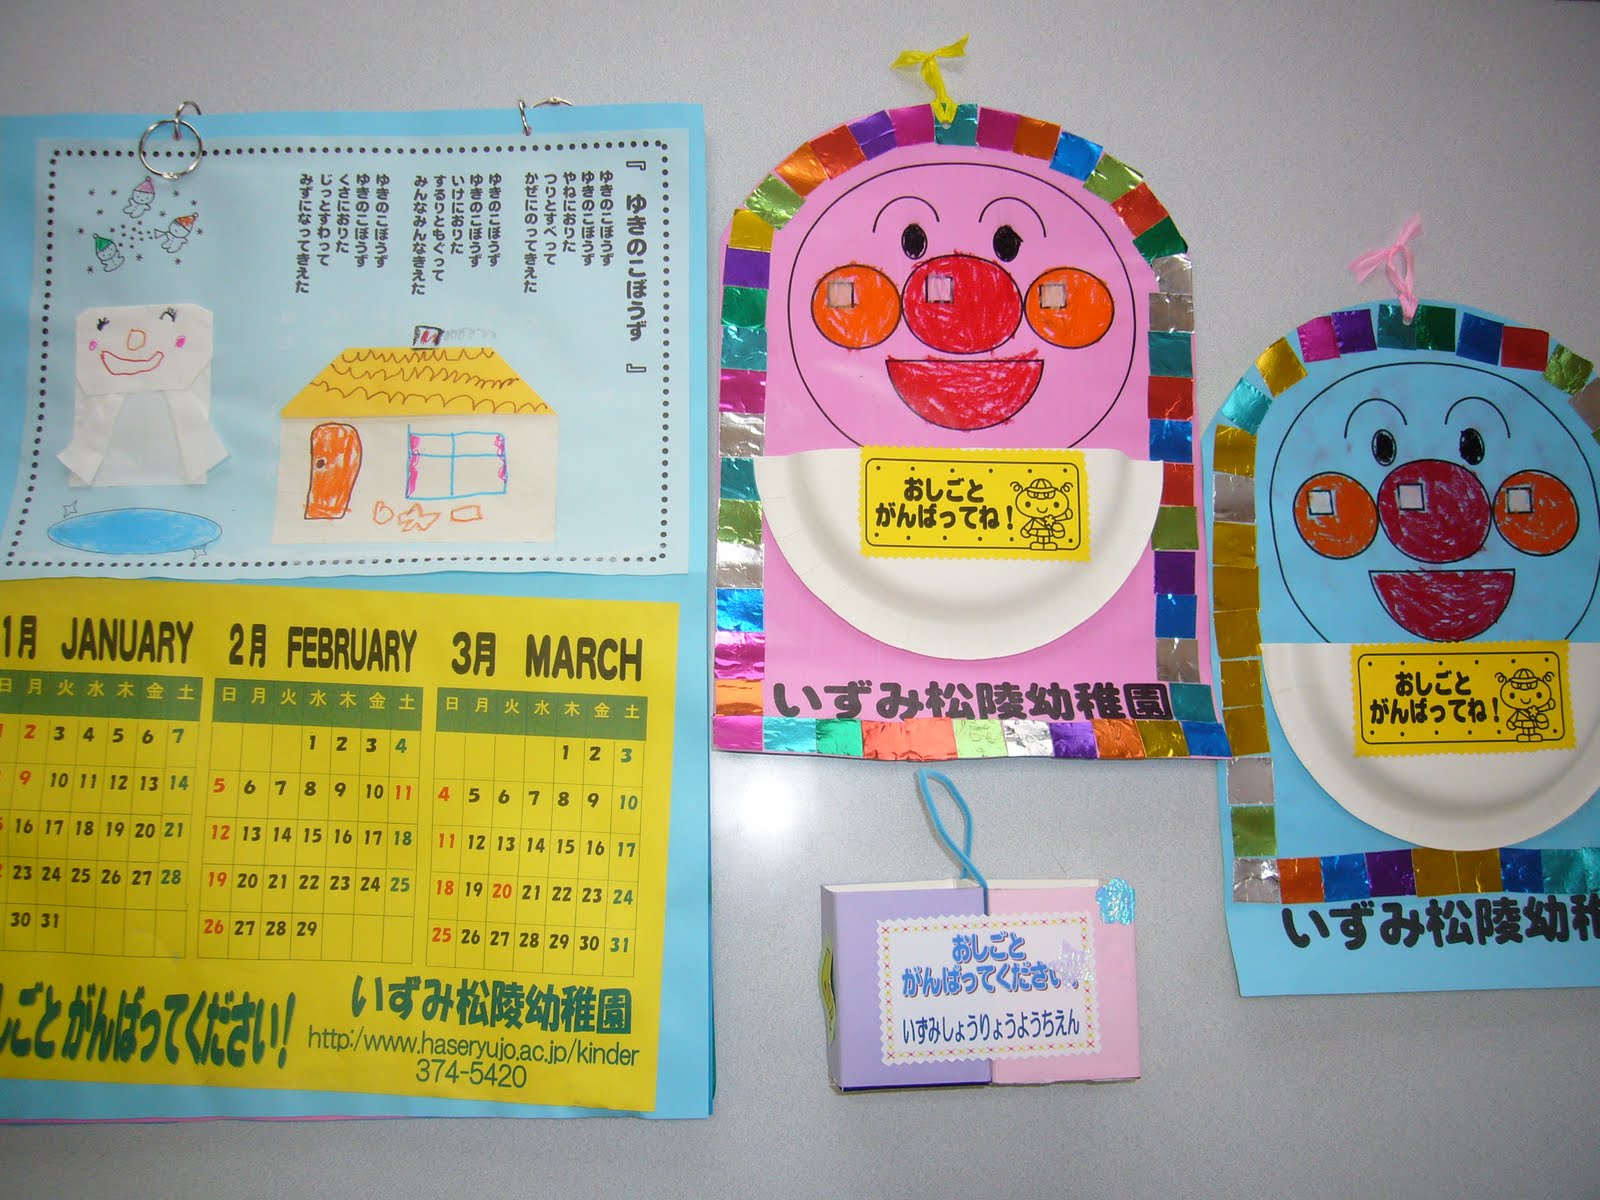 『 ゆきのこぼうず 』
ゆきのこぼうず
ゆきのこぼうず
やねにおりた
つりとすべって
かぜにのってきえた
ゆきのこぼうず
ゆきのこぼうず
いけにおりた
するりともぐって
みんなみんなきえた
ゆきのこぼうず
ゆきのこぼうず
くさにおりた
じっとすわって
みずになってきえた
1月 JANUARY
日 月 火 水 木 金 土
1 2 3 4 5 6 7
9 10 11 12 13 14
16 17 18 19 20 21
23 24 25 26 27 28
30 31
2月 FEBRUARY
日 月 火 水 木 金 土
1 2 3 4
5 6 7 8 9 10 11
12 13 14 15 16 17 18
19 20 21 22 23 24 25
26 27 28 29
3月 MARCH
日 月 火 水 木 金 土
1 2 3
4 5 6 7 8 9 10
11 12 13 14 15 16 17
18 19 20 21 22 23 24
25 26 27 28 29 30 31
しごとがんばってください!
いずみ松陵幼稚園
http://www.haseryujo.ac.jp/kinder
374-5420
おしごと
がんばってね!
いずみ松陵幼稚園
おしごと
がんばってください!
いずみしょうりょうようちえん
おしごと
がんばってね!
いずみ松陵幼稚